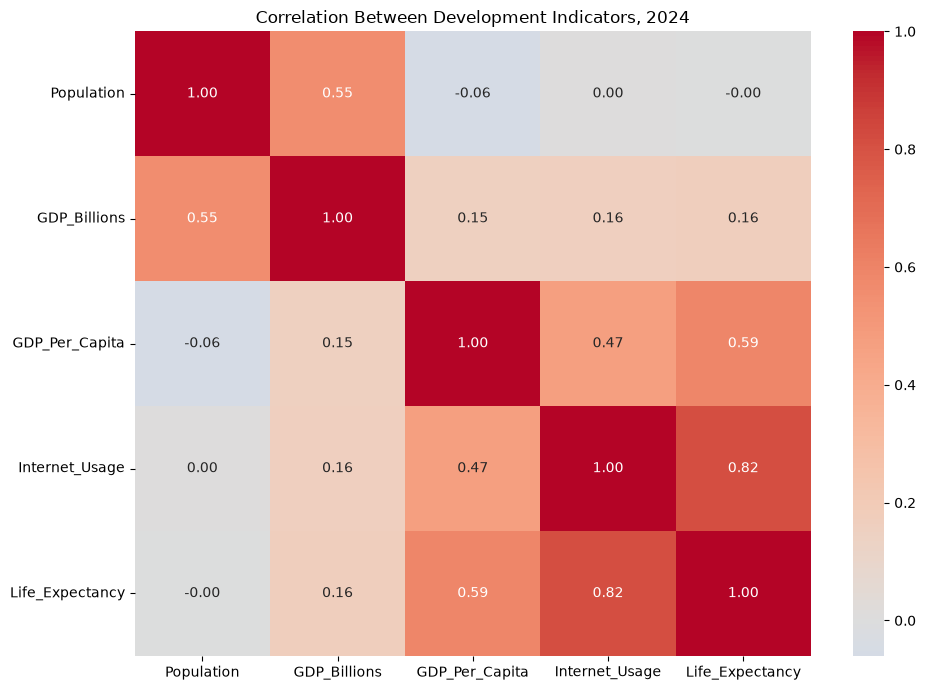 Correlation Between Development Indicators, 2024
Population 1.00 0.55 -0.06 0.00 -0.00
GDP_Billions 0.55 1.00 0.15 0.16 0.16
GDP_Per_Capita -0.06 0.15 1.00 0.47 0.59
Internet_Usage 0.00 0.16 0.47 1.00 0.82
Life_Expectancy -0.00 0.16 0.59 0.82 1.00
Population GDP_Billions GDP_Per_Capita Internet_Usage Life_Expectancy
1.0
0.8
0.6
0.4
0.2
0.0